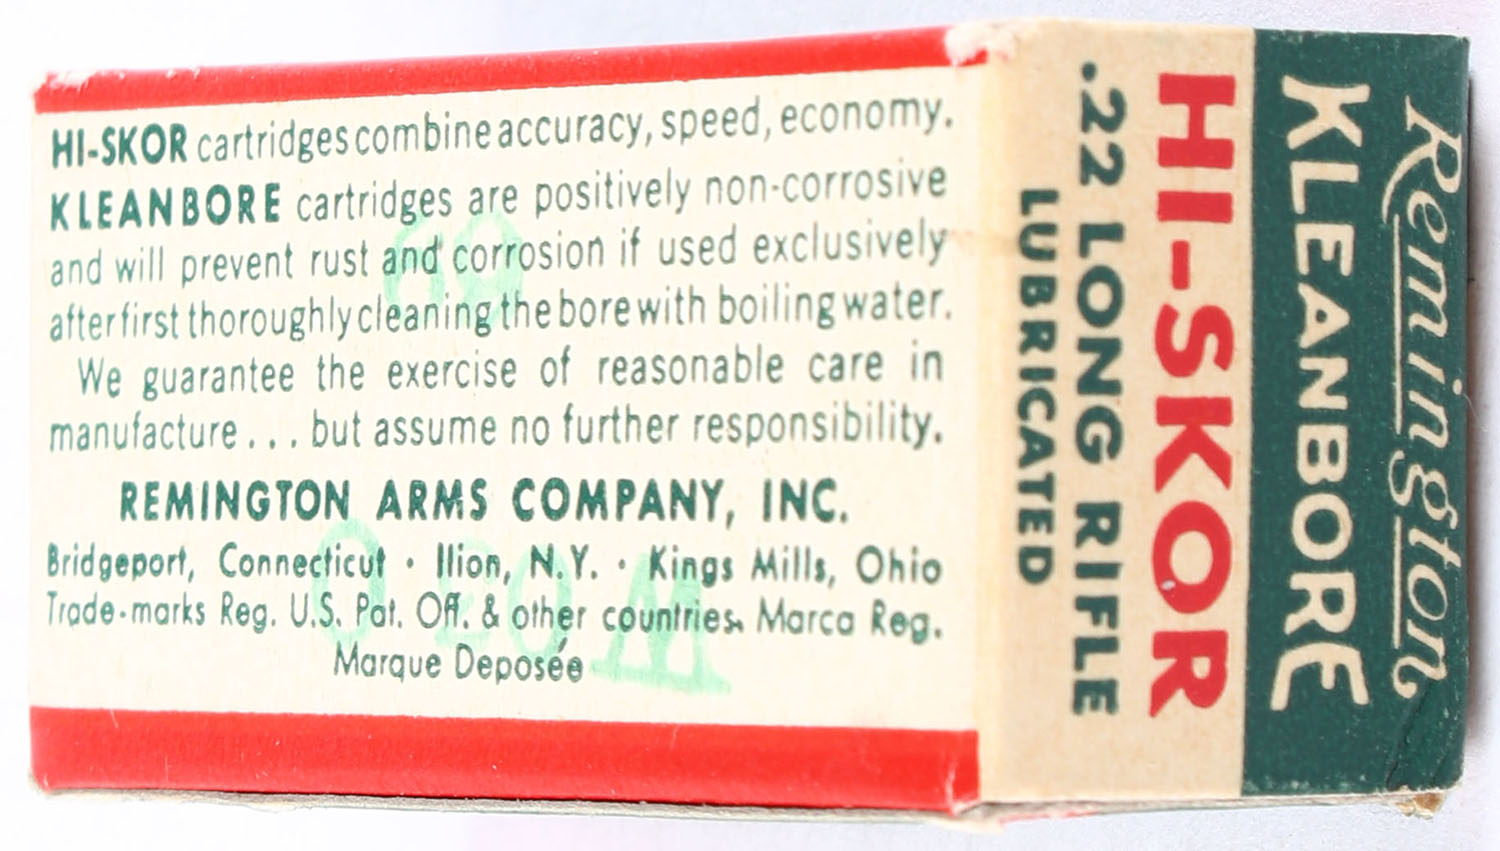 HI-SKOR cartridges combine accuracy, speed, economy.
KLEANBORE cartridges are positively non-corrosive
and will prevent rust and corrosion if used exclusively
after first thoroughly cleaning the bore with boiling water.
We guarantee the exercise of reasonable care in
manufacture . . . but assume no further responsibility.
REMINGTON ARMS COMPANY, INC.
Bridgeport, Connecticut · Ilion, N.Y. · Kings Mills, Ohio
Trade-marks Reg. U.S. Pat. Off. & other countries. Marca Reg.
Marque Deposée
Remington
KLEANBORE
HI-SKOR
.22 LONG RIFLE
LUBRICATED